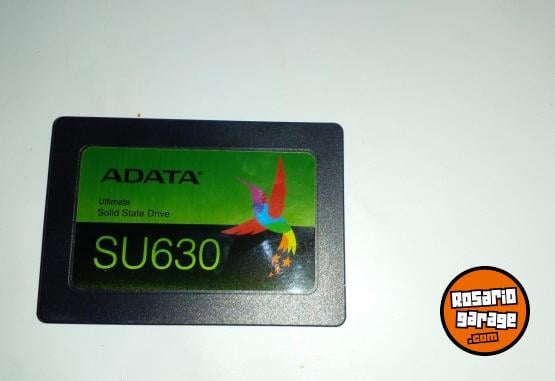 ADATA
Ultimate
Solid State Drive
SU630
Rosario
garage
.com